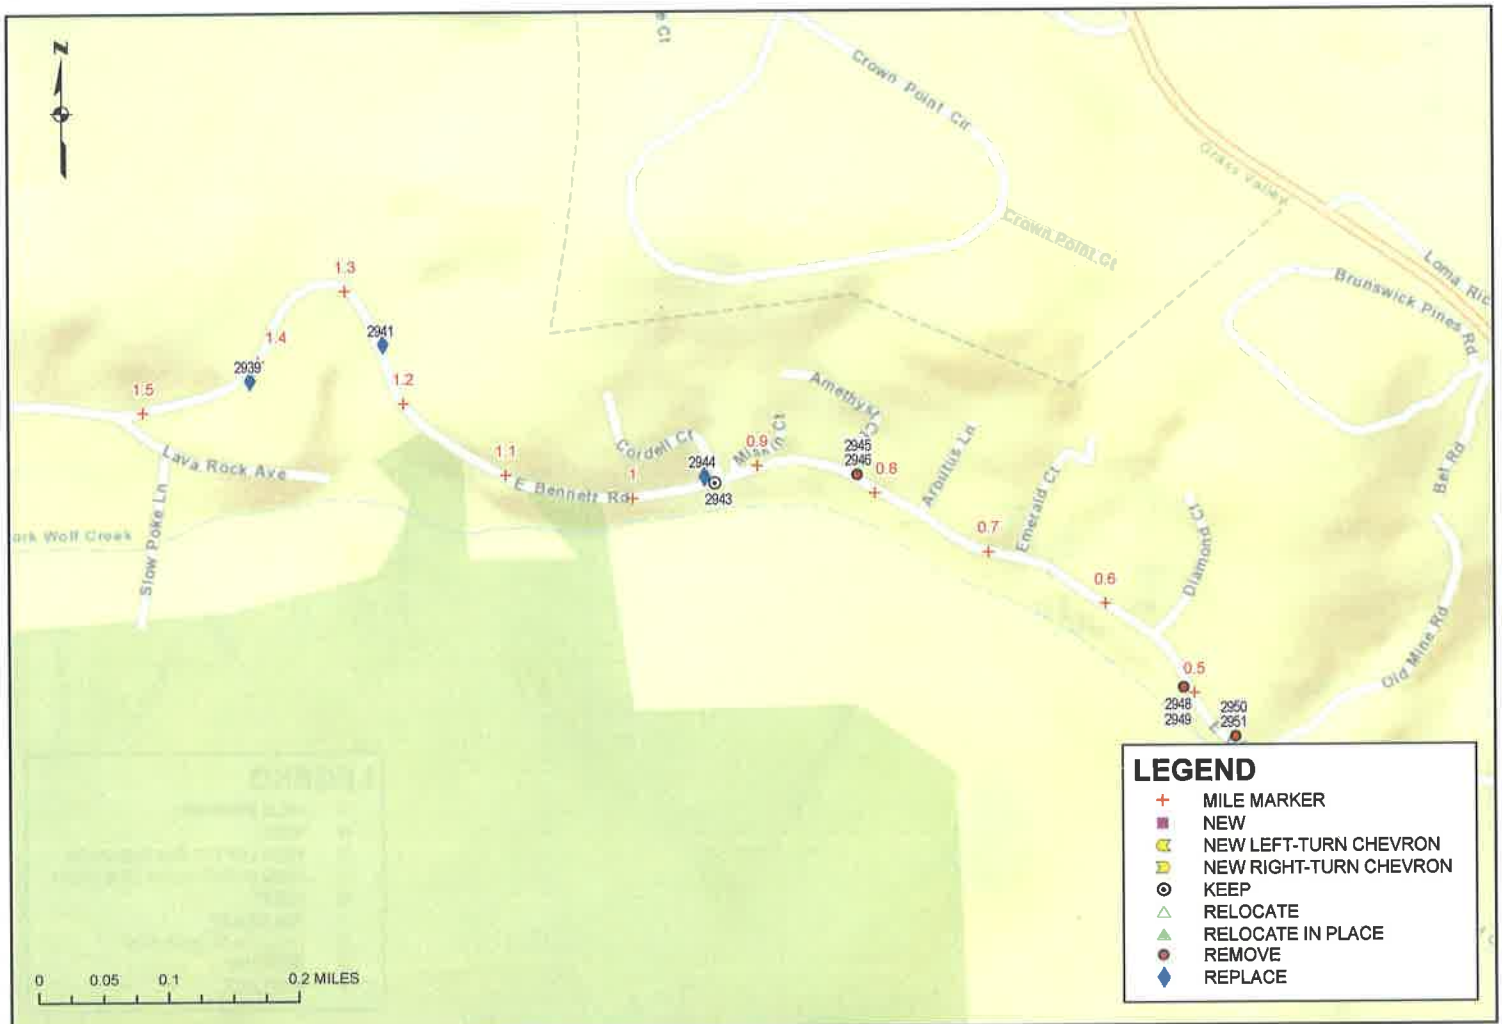 N
e Ct
Crown Point Cir
Grass Valley
Crown Point Ct
Loma Ric
Brunswick Pines Rd
1.3
2941
1.4
2939
1.2
1.5
Amethyst Ct
Cordell Ct
Miskin Ct
0.9
2945
2946
0.8
Arbutus Ln
Bet Rd
Lava Rock Ave
1.1
2944
2943
E Bennett Rd
1
Emerald Ct
0.7
Diamond Ct
ork Wolf Creek
Slow Poke Ln
0.6
Old Mine Rd
0.5
2948
2949
2950
2951
LEGEND
MILE MARKER
NEW
NEW LEFT-TURN CHEVRON
NEW RIGHT-TURN CHEVRON
KEEP
RELOCATE
RELOCATE IN PLACE
REMOVE
REPLACE
0 0.05 0.1 0.2 MILES